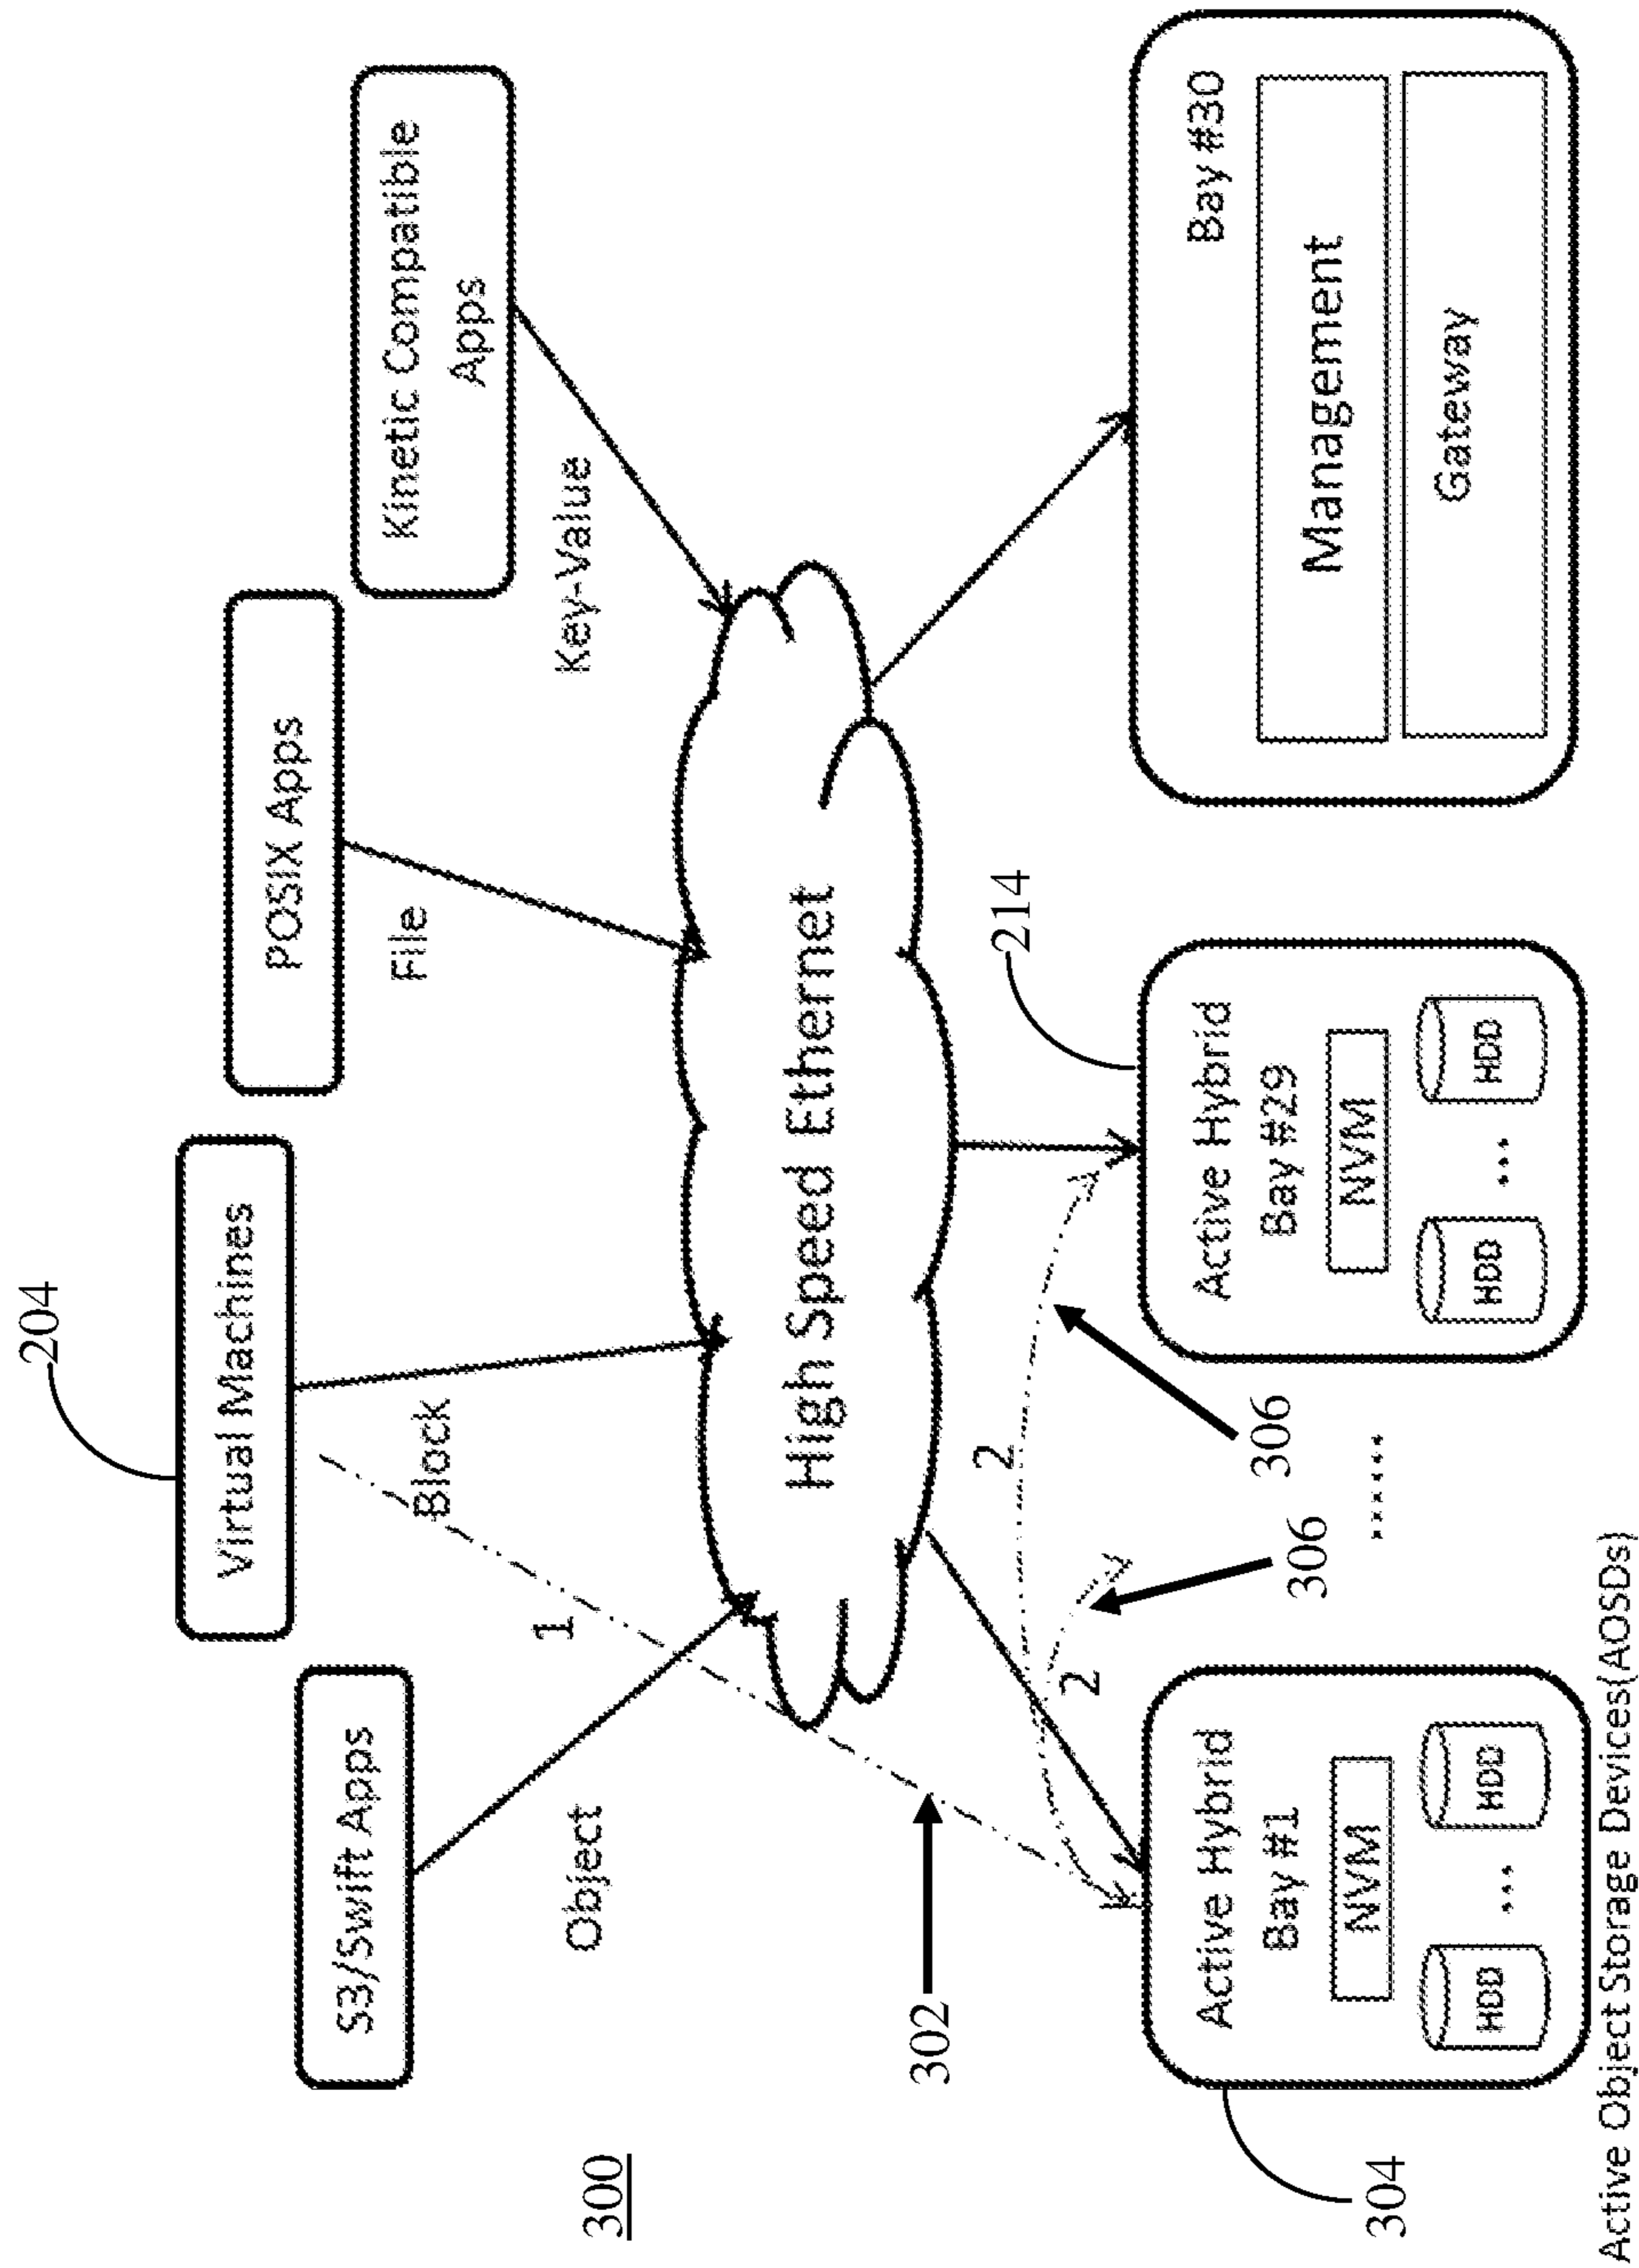 300
204
S3/Swift Apps
Virtual Machines
POSIX Apps
Kinetic Compatible
Apps
Object
Block
File
Key-Value
1
High Speed Ethernet
302
2
2
306
306
214
304
Active Hybrid
Bay #1
NVM
HDD
...
HDD
......
Active Hybrid
Bay #29
NVM
HDD
...
HDD
Bay #30
Management
Gateway
Active Object Storage Devices(AOSDs)